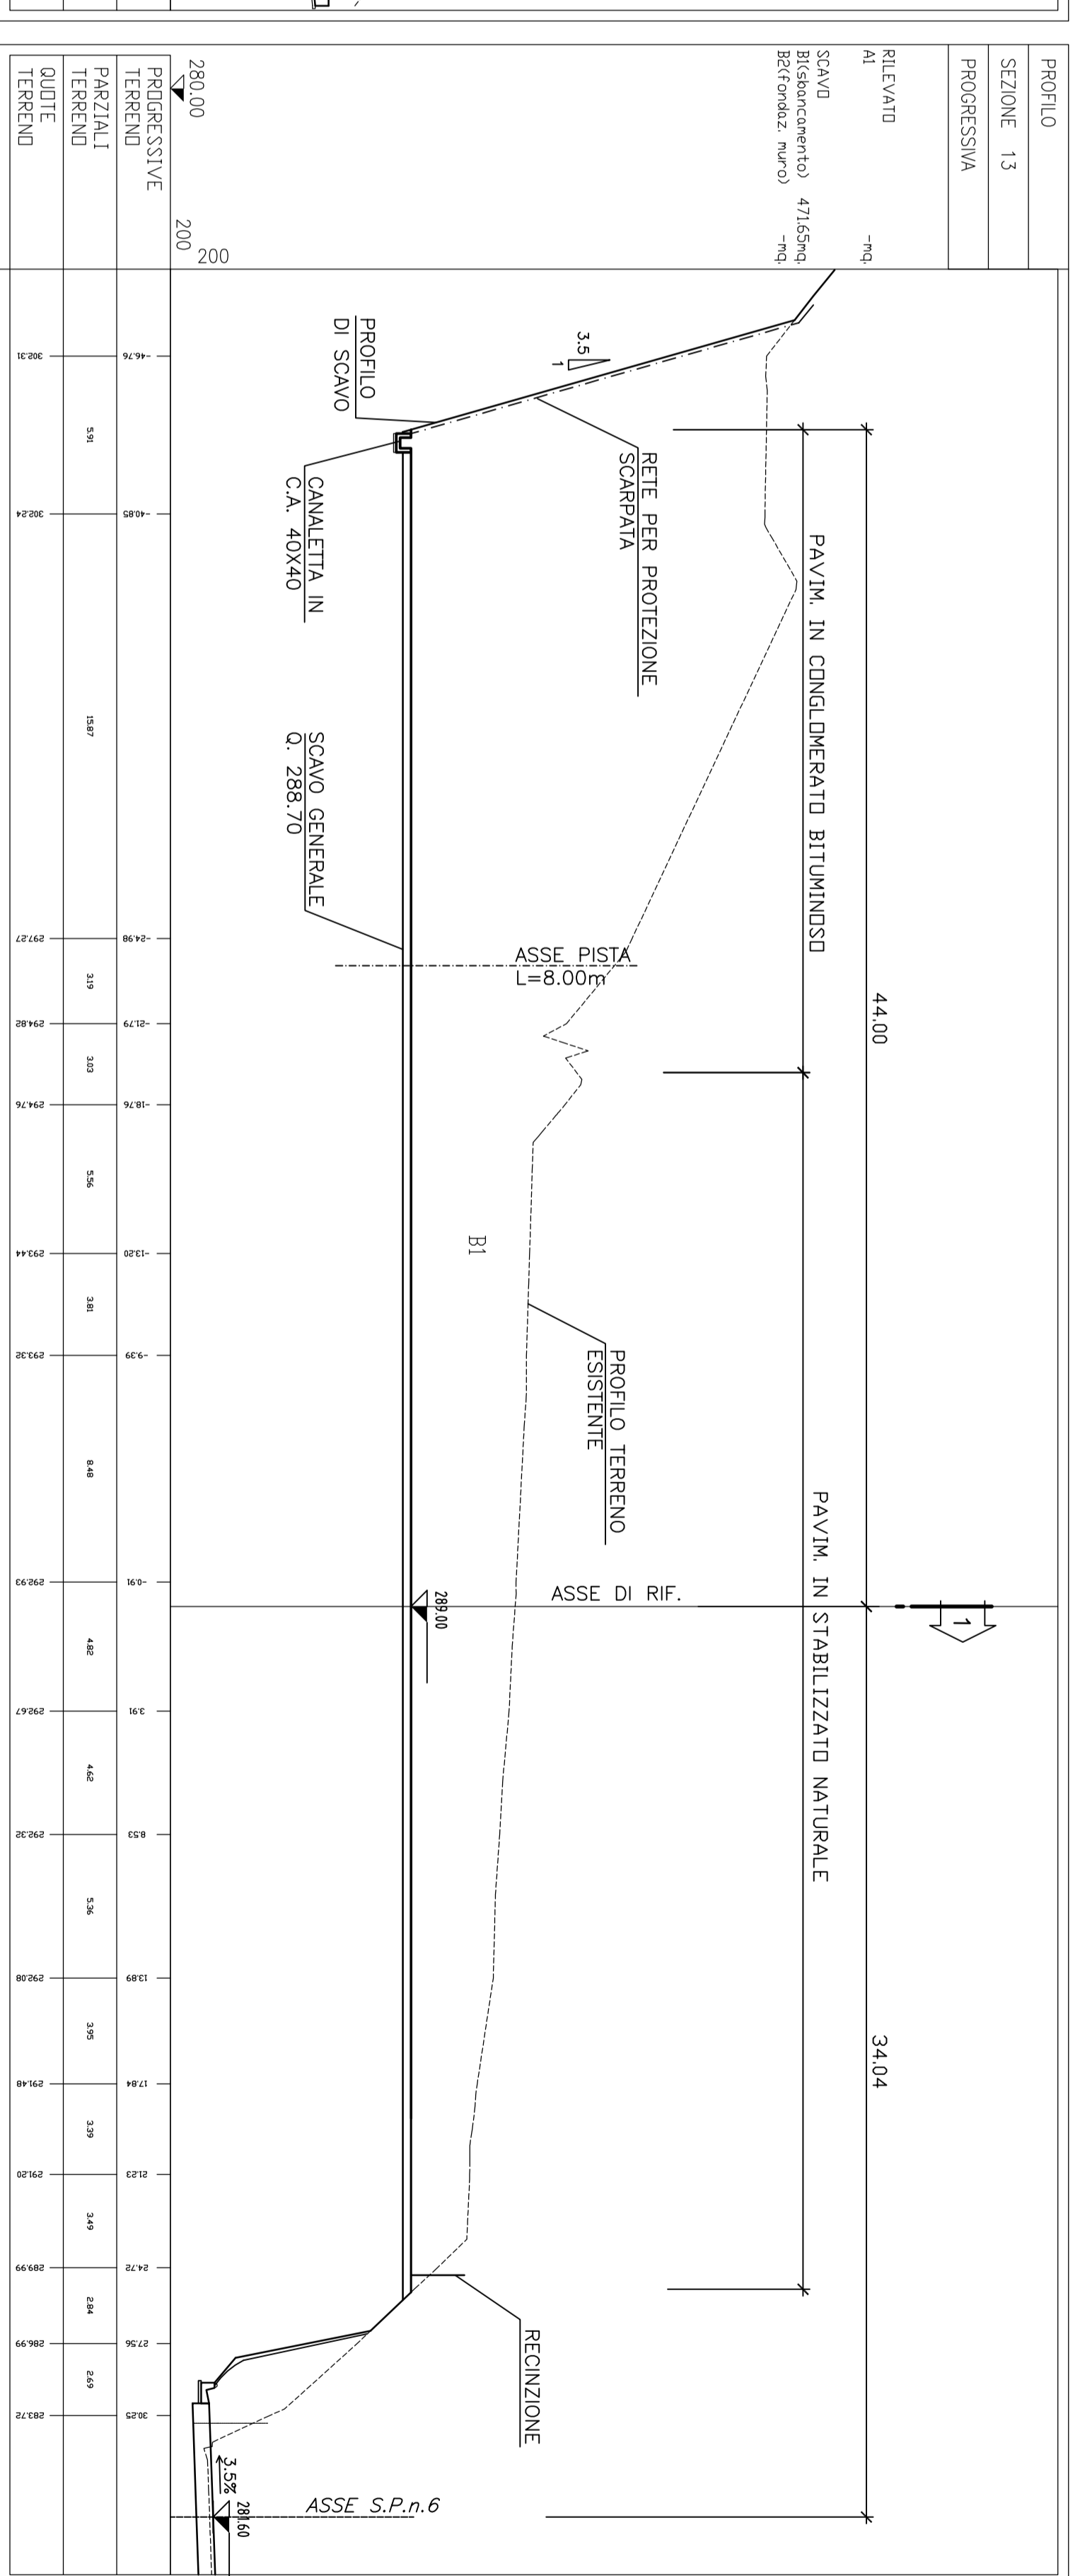 PROFILO
SEZIONE 13
PROGRESSIVA
RILEVATO
A1 -mq.
SCAVO
B1(sbancamento) 471.65mq.
B2(fondaz. muro) -mq.
44.00
34.04
1
PAVIM. IN CONGLOMERATO BITUMINOSO
PAVIM. IN STABILIZZATO NATURALE
3.5
1
RETE PER PROTEZIONE
SCARPATA
ASSE PISTA
L=8.00m
PROFILO TERRENO
ESISTENTE
ASSE DI RIF.
RECINZIONE
B1
289.00
PROFILO
DI SCAVO
CANALETTA IN
C.A. 40X40
SCAVO GENERALE
Q. 288.70
ASSE S.P.n.6
281.60
3.5%
200
200
280.00
PROGRESSIVE
TERRENO
-46.76 -40.85 -24.98 -21.79 -18.76 -13.20 -9.39 -0.91 3.91 8.53 13.89 17.84 21.23 24.72 27.56 30.25
PARZIALI
TERRENO
5.91 15.87 3.19 3.03 5.56 3.81 8.48 4.82 4.62 5.36 3.95 3.39 3.49 2.84 2.69
QUOTE
TERRENO
302.31 302.24 297.27 294.82 294.76 293.44 293.32 292.93 292.67 292.32 292.08 291.48 291.20 289.99 286.99 283.72